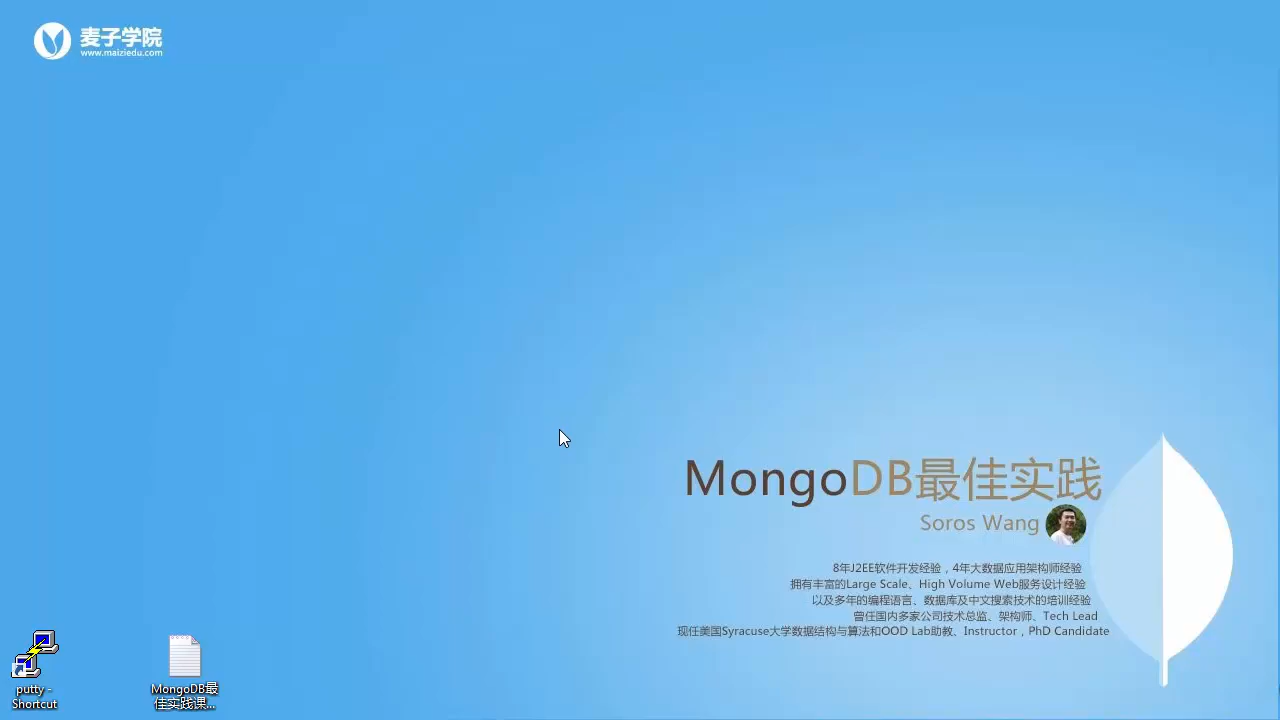 麦子学院
www.maiziedu.com
MongoDB最佳实践
Soros Wang
8年J2EE软件开发经验，4年大数据应用架构师经验
拥有丰富的Large Scale、High Volume Web服务设计经验
以及多年的编程语言、数据库及中文搜索技术的培训经验
曾任国内多家公司技术总监、架构师、Tech Lead
现任美国Syracuse大学数据结构与算法和OOD Lab助教、Instructor，PhD Candidate
putty -
Shortcut
MongoDB最
佳实践课...